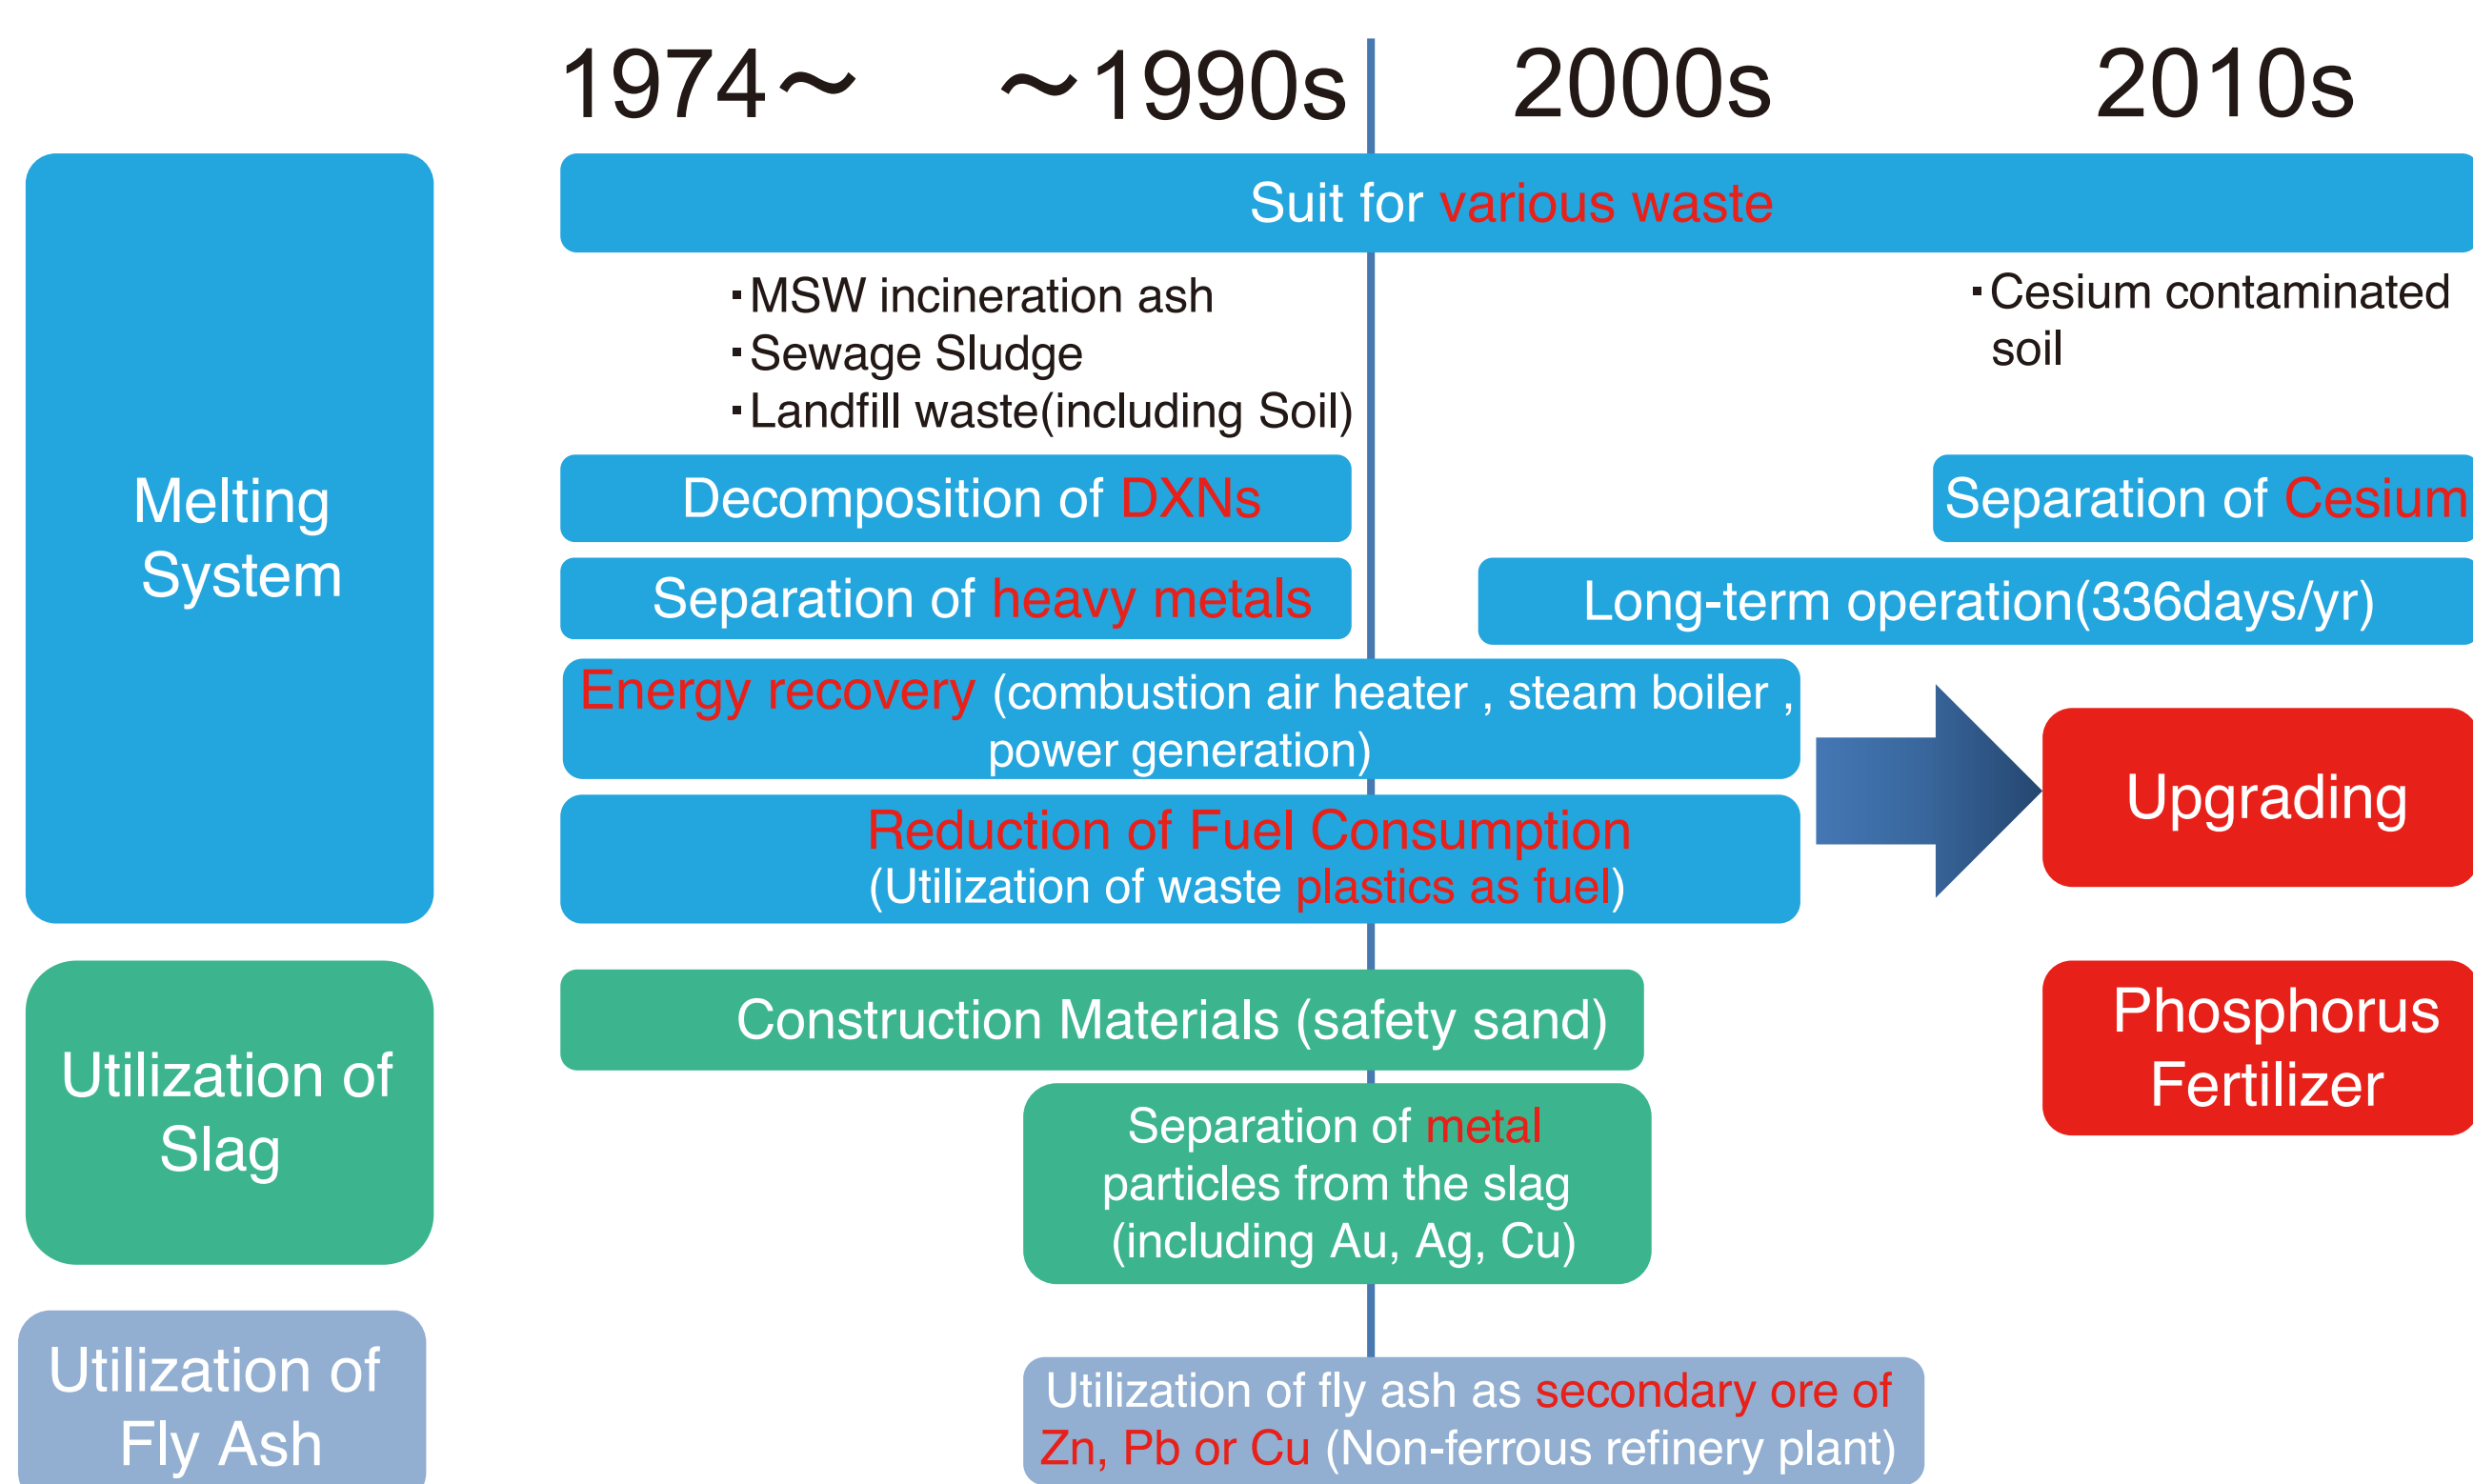 1974～ ～1990s 2000s 2010s
Melting
System
Suit for various waste
・MSW incineration ash
・Sewage Sludge
・Landfill waste(including Soil)
・Cesium contaminated
soil
Decomposition of DXNs
Separation of Cesium
Separation of heavy metals
Long-term operation(336days/yr)
Energy recovery (combustion air heater , steam boiler ,
power generation)
Reduction of Fuel Consumption
(Utilization of waste plastics as fuel)
Upgrading
Utilization of
Slag
Construction Materials (safety sand)
Separation of metal
particles from the slag
(including Au, Ag, Cu)
Phosphorus
Fertilizer
Utilization of
Fly Ash
Utilization of fly ash as secondary ore of
Zn, Pb or Cu (Non-ferrous refinery plant)